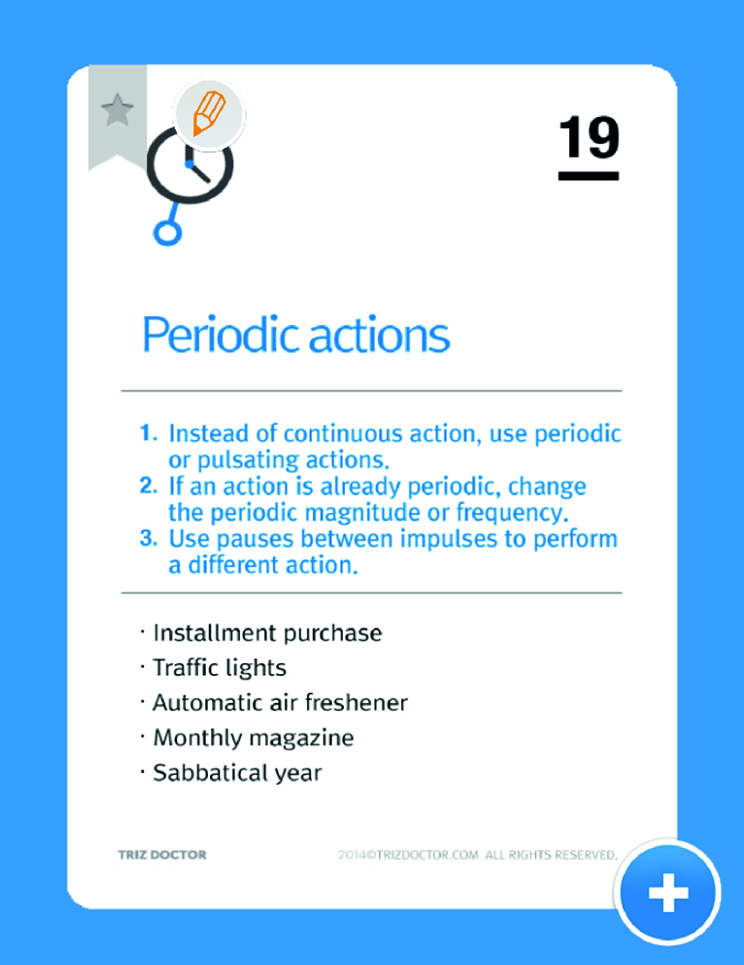 19
Periodic actions
1. Instead of continuous action, use periodic
or pulsating actions.
2. If an action is already periodic, change
the periodic magnitude or frequency.
3. Use pauses between impulses to perform
a different action.
· Installment purchase
· Traffic lights
· Automatic air freshener
· Monthly magazine
· Sabbatical year
TRIZ DOCTOR 2014©TRIZDOCTOR.COM ALL RIGHTS RESERVED.